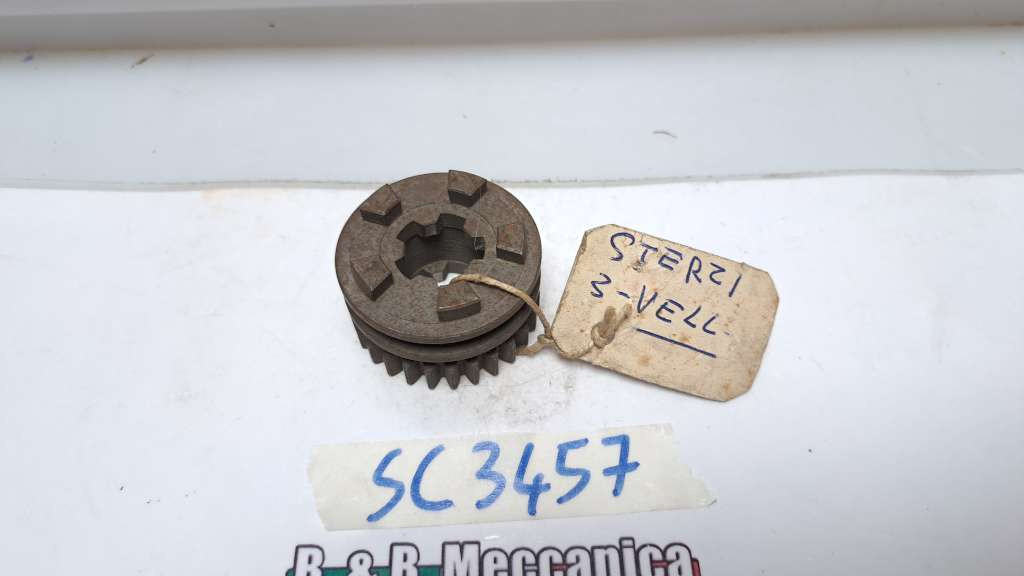 STERZI
3-VELL
SC3457
R & R Meccanica